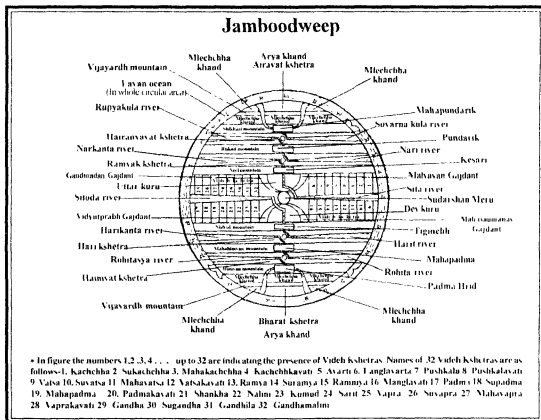 Jamboodweep
Arya khand
Airavat kshetra
Mlechchha
khand
Mlechchha
khand
Vijayardh mountain
Lavan ocean
(In whole circular area)
Rupyakula river
Hairanyavat kshetra
Narkanta river
Ramyak kshetra
Gandmadan Gajdant
Uttar kuru
Sitoda river
Vidyutprabh Gajdant
Harikanta river
Hari kshetra
Rohitasya river
Haimvat kshetra
Vijayardh mountain
Mahapundarik
Suvarna kula river
Pundarik
Nari river
Kesari
Malyavan Gajdant
Sita river
Sudarshan Meru
Dev kuru
Mahsaumanas
Gajdant
Tiginchh
Harit river
Mahapadma
Rohita river
Padma Hrid
Mlechchha
khand
Mlechchha
khand
Bharat kshetra
Arya khand
* In figure the numbers 1,2 ,3, 4 . . . up to 32 are indicating the presence of Videh kshetras Names of 32 Videh kshetras are as
follows-1. Kachchha 2 Sukachchha 3. Mahakachchha 4 Kachchhkavati 5 Avarti 6 Langlavarta 7 Pushkala 8 Pushkalavati
9 Vatsa 10. Suvatsa 11 Mahavatsa 12 Vatsakavati 13. Ramya 14 Suramya 15 Ramniya 16 Manglavati 17 Padma 18 Supadma
19. Mahapadma 20. Padmakavati 21 Shankha 22 Nalini 23 Kumud 24 Sarit 25 Vapra 26 Suvapra 27 Mahavapra
28 Vaprakavati 29 Gandha 30 Sugandha 31 Gandhila 32 Gandhamalini